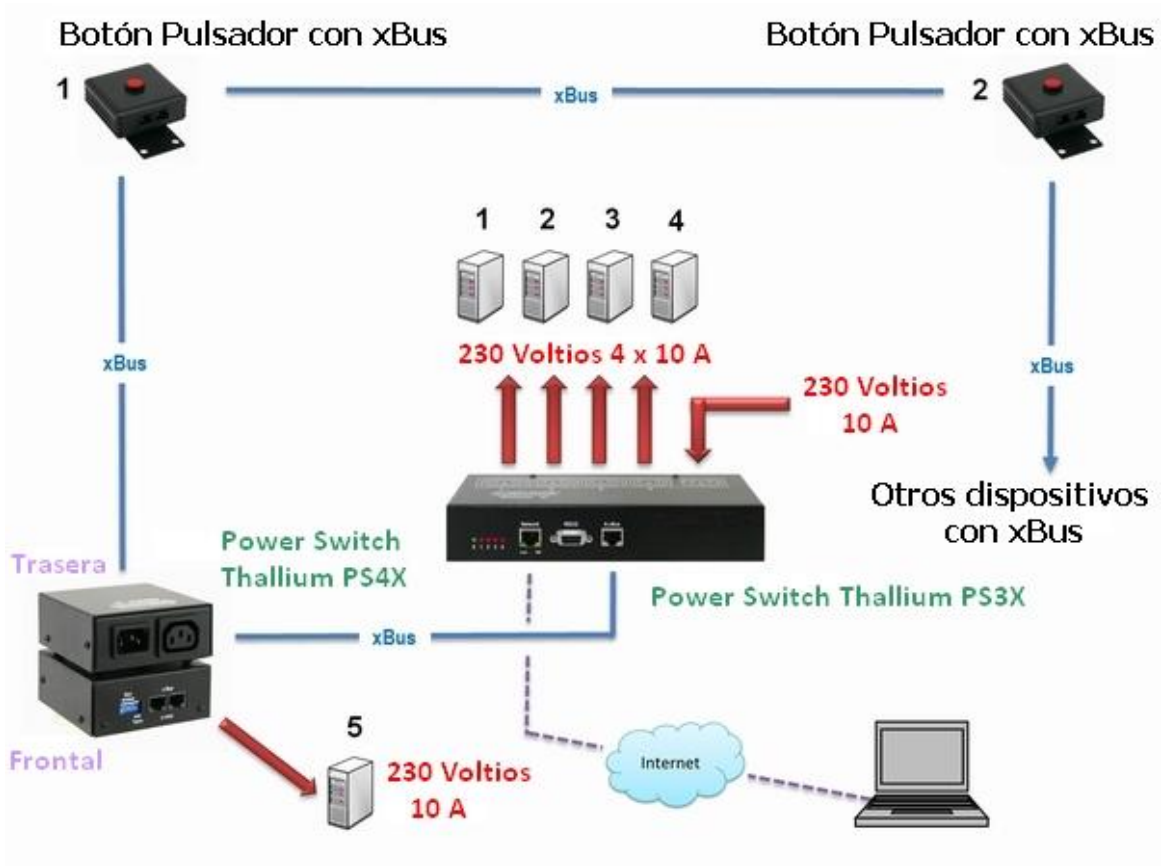 Botón Pulsador con xBus
Botón Pulsador con xBus
1
xBus
2
1 2 3 4
230 Voltios 4 x 10 A
xBus
xBus
230 Voltios
10 A
Otros dispositivos
con xBus
Power Switch
Thallium PS4X
Trasera
Power Switch Thallium PS3X
xBus
Frontal
5
230 Voltios
10 A
Internet